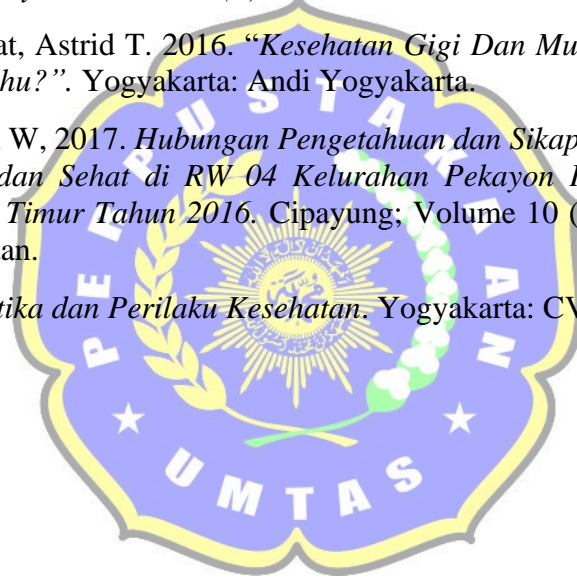 at, Astrid T. 2016. “Kesehatan Gigi Dan Mu
hu?”. Yogyakarta: Andi Yogyakarta.
W, 2017. Hubungan Pengetahuan dan Sikap
dan Sehat di RW 04 Kelurahan Pekayon
Timur Tahun 2016. Cipayung; Volume 10 (
an.
tika dan Perilaku Kesehatan. Yogyakarta: CV
PERPUSTAKAAN
UMTAS